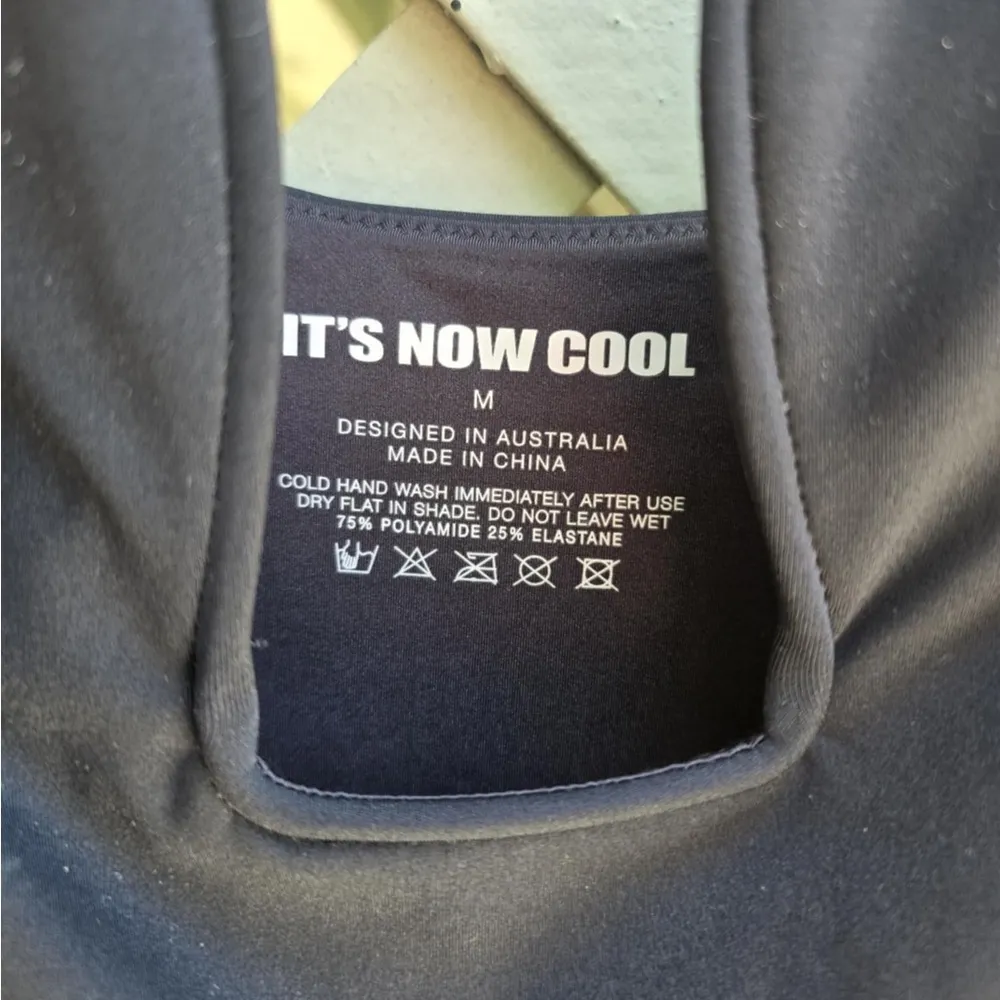 IT'S NOW COOL
M
DESIGNED IN AUSTRALIA
MADE IN CHINA
COLD HAND WASH IMMEDIATELY AFTER USE
DRY FLAT IN SHADE. DO NOT LEAVE WET
75% POLYAMIDE 25% ELASTANE